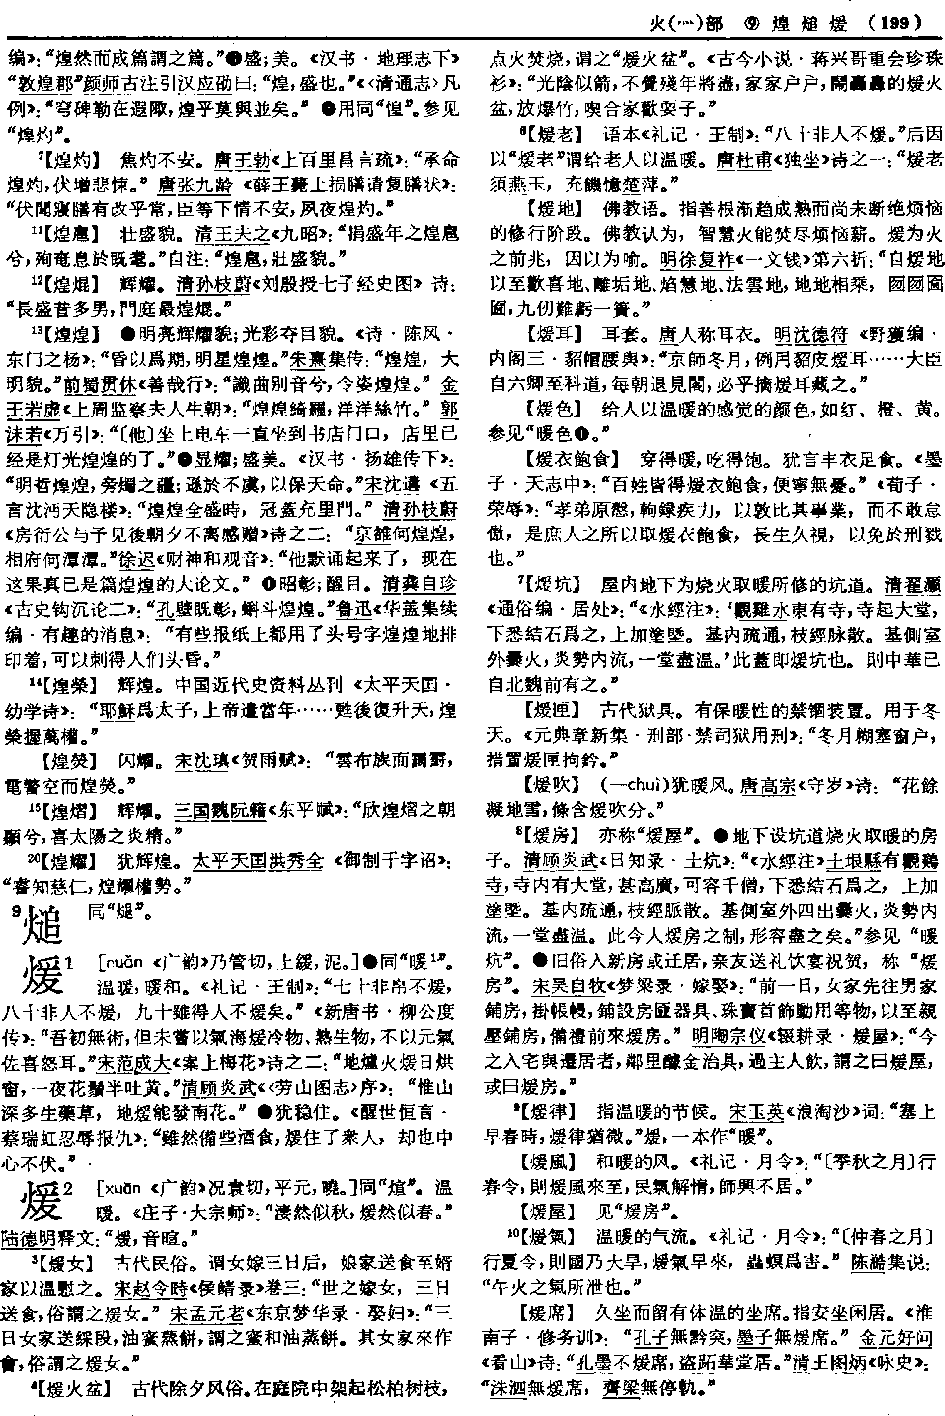 火(一)部 ⑨ 煌 煺 煖 (199)
编》:“煌然而成篇謂之篇。”❷盛;美。《汉书·地理志下》
“敦煌郡”颜师古注引汉应劭曰:“煌,盛也。”《〈清通志〉凡
例》:“穹碑勒在遐陬,煌乎莫與並矣。” ❸用同“惶”。参见
“煌灼”。
7【煌灼】 焦灼不安。唐王勃《上百里昌言疏》:“承命
煌灼,伏增悲悚。” 唐张九龄 《薛王薨上损膳请复膳状》:
“伏聞寢膳有改乎常,臣等下情不安,夙夜煌灼。”
11【煌扈】 壮盛貌。清王夫之《九昭》:“捐盛年之煌扈
兮,殉奄息於既耄。”自注:“煌扈,壯盛貌。”
12【煌焜】 辉耀。清孙枝蔚《刘殷授七子经史图》诗:
“長盛昔多男,門庭最煌焜。”
13【煌煌】 ❶明亮辉耀貌;光彩夺目貌。《诗·陈风·
东门之杨》:“昏以爲期,明星煌煌。”朱熹集传:“煌煌,大
明貌。”前蜀贯休《善哉行》:“識曲别音兮,令姿煌煌。” 金
王若虚《上周监察夫人生朝》:“煌煌綺羅,洋洋絲竹。” 郭
沫若《万引》:“〔他〕坐上电车一直坐到书店门口,店里已
经是灯光煌煌的了。”❷显耀;盛美。《汉书·扬雄传下》:
“明哲煌煌,旁燭之疆;遜於不虞,以保天命。”宋沈遘 《五
言沈沔天隐楼》:“煌煌全盛時,冠蓋充里門。” 清孙枝蔚
《房衍公与予见後朝夕不离感赠》诗之二:“京雒何煌煌,
相府何潭潭。”徐迟《财神和观音》:“他默诵起来了,现在
这果真已是篇煌煌的大论文。” ❸昭彰;醒目。清龚自珍
《古史钩沉论二》:“孔壁既彰,蝌斗煌煌。”鲁迅《华盖集续
编·有趣的消息》:“有些报纸上都用了头号字煌煌地排
印着,可以刺得人们头昏。”
14【煌榮】 辉煌。中国近代史资料丛刊《太平天国·
幼学诗》:“耶穌爲太子,上帝遣當年……甦後復升天,煌
榮握萬權。”
【煌熒】 闪耀。宋沈瑱《贺雨赋》:“雲布族而靄霨,
電警空而煌熒。”
15【煌熠】 辉耀。三国魏阮籍《东平赋》:“欣煌熠之朝
顯兮,喜太陽之炎精。”
20【煌耀】 犹辉煌。太平天国洪秀全 《御制千字诏》:
“睿知慈仁,煌耀權勢。”
9煺 同“煺”。
煖1 [nuǎn 《广韵》乃管切,上緩,泥。]❶同“暖1”。
温暖,暖和。《礼记·王制》:“七十非帛不煖,
八十非人不煖,九十雖得人不煖矣。” 《新唐书·柳公度
传》:“吾初無術,但未嘗以氣海煖冷物、熟生物,不以元氣
佐喜怒耳。”宋范成大《案上梅花》诗之二:“地爐火煖日烘
窗,一夜花鬚半吐黄。”清顾炎武《〈劳山图志〉序》:“惟山
深多生藥草,地煖能發南花。” ❷犹稳住。《醒世恒言·
蔡瑞虹忍辱报仇》:“雖然備些酒食,煖住了衆人,却也中
心不伏。”
煖2 [xuān 《广韵》况袁切,平元,曉。]同“煊”。温
暖。《庄子·大宗师》:“淒然似秋,煖然似春。”
陆德明释文:“煖,音暄。”
3【煖女】 古代民俗。谓女嫁三日后,娘家送食至婿
家以温慰之。宋赵令畤《侯鲭录》卷三:“世之嫁女,三日
送食,俗謂之煖女。” 宋孟元老《东京梦华录·娶妇》:“三
日女家送綵段,油蜜蒸餅,謂之蜜和油蒸餅。其女家來作
會,俗謂之煖女。”
4【煖火盆】 古代除夕风俗。在庭院中架起松柏树枝,
点火焚烧,谓之“煖火盆”。《古今小说·蒋兴哥重会珍珠
衫》:“光陰似箭,不覺殘年將盡,家家户户,鬧轟轟的煖火
盆,放爆竹,喫合家歡耍子。”
6【煖老】 语本《礼记·王制》:“八十非人不煖。”后因
以“煖老”谓给老人以温暖。唐杜甫《独坐》诗之一:“煖老
須燕玉,充饑憶楚萍。”
【煖地】 佛教语。指善根渐趋成熟而尚未断绝烦恼
的修行阶段。佛教认为,智慧火能焚尽烦恼薪。煖为火
之前兆,因以为喻。明徐复祚《一文钱》第六折:“自煖地
以至歡喜地、離垢地、焰慧地、法雲地,地地相乘,囫囫圇
圇,九仞難虧一簣。”
【煖耳】 耳套。唐人称耳衣。明沈德符 《野獲编·
内阁三·貂帽腰輿》:“京師冬月,例用貂皮煖耳……大臣
自六卿至科道,每朝退見閣,必乎摘煖耳藏之。”
【煖色】 给人以温暖的感觉的颜色,如红、橙、黄。
参见“暖色❶。”
【煖衣飽食】 穿得暖,吃得饱。犹言丰衣足食。《墨
子·天志中》:“百姓皆得煖衣飽食,便寧無憂。” 《荀子·
荣辱》:“孝弟原愨,軥録疾力,以敦比其事業,而不敢怠
傲,是庶人之所以取煖衣飽食,長生久視,以免於刑戮
也。”
7【煖坑】 屋内地下为烧火取暖所修的坑道。清翟灝
《通俗编·居处》:“《水經注》:‘觀雞水東有寺,寺起大堂,
下悉結石爲之,上加塗塈。基内疏通,枝經脉散。基側室
外爨火,炎勢内流,一堂盡温。’此蓋即煖坑也。則中華已
自北魏前有之。”
【煖匣】 古代狱具。有保暖性的禁锢装置。用于冬
天。《元典章新集·刑部·禁司狱用刑》:“冬月糊塞窗户,
措置煖匣拘鈐。”
【煖吹】 (—chuì)犹暖风。唐高宗《守岁》诗:“花餘
凝地雪,條含煖吹分。”
8【煖房】 亦称“煖屋”。❶地下设坑道烧火取暖的房
子。清顾炎武《日知录·土炕》:“《水經注》土垠縣有觀鷄
寺,寺内有大堂,甚高廣,可容千僧,下悉結石爲之,上加
塗塈。基内疏通,枝經脈散。基側室外四出爨火,炎勢内
流,一堂盡温。此今人煖房之制,形容盡之矣。”参见“暖
炕”。 ❷旧俗入新房或迁居,亲友送礼饮宴祝贺,称“煖
房”。宋吴自牧《梦粱录·嫁娶》:“前一日,女家先往男家
鋪房,掛帳幔,鋪設房匳器具、珠寶首飾動用等物,以至親
壓鋪房,備禮前來煖房。” 明陶宗仪《辍耕录·煖屋》:“今
之入宅與遷居者,鄰里醵金治具,過主人飲,謂之曰煖屋,
或曰煖房。”
9【煖律】 指温暖的节候。宋王英《浪淘沙》词:“塞上
早春時,煖律猶微。”煖,一本作“暖”。
【煖風】 和暖的风。《礼记·月令》:“〔季秋之月〕行
春令,則煖風來至,民氣解惰,師興不居。”
【煖屋】 见“煖房”。
10【煖氣】 温暖的气流。《礼记·月令》:“〔仲春之月〕
行夏令,則國乃大旱,煖氣早來,蟲螟爲害。” 陈澔集说:
“午火之氣所泄也。”
【煖席】 久坐而留有体温的坐席。指安坐闲居。《淮
南子·修务训》:“孔子無黔突,墨子無煖席。” 金元好问
《看山》诗:“孔墨不煖席,盗跖華堂居。”清王图炳《咏史》:
“洙泗無煖席,齊梁無停軌。”